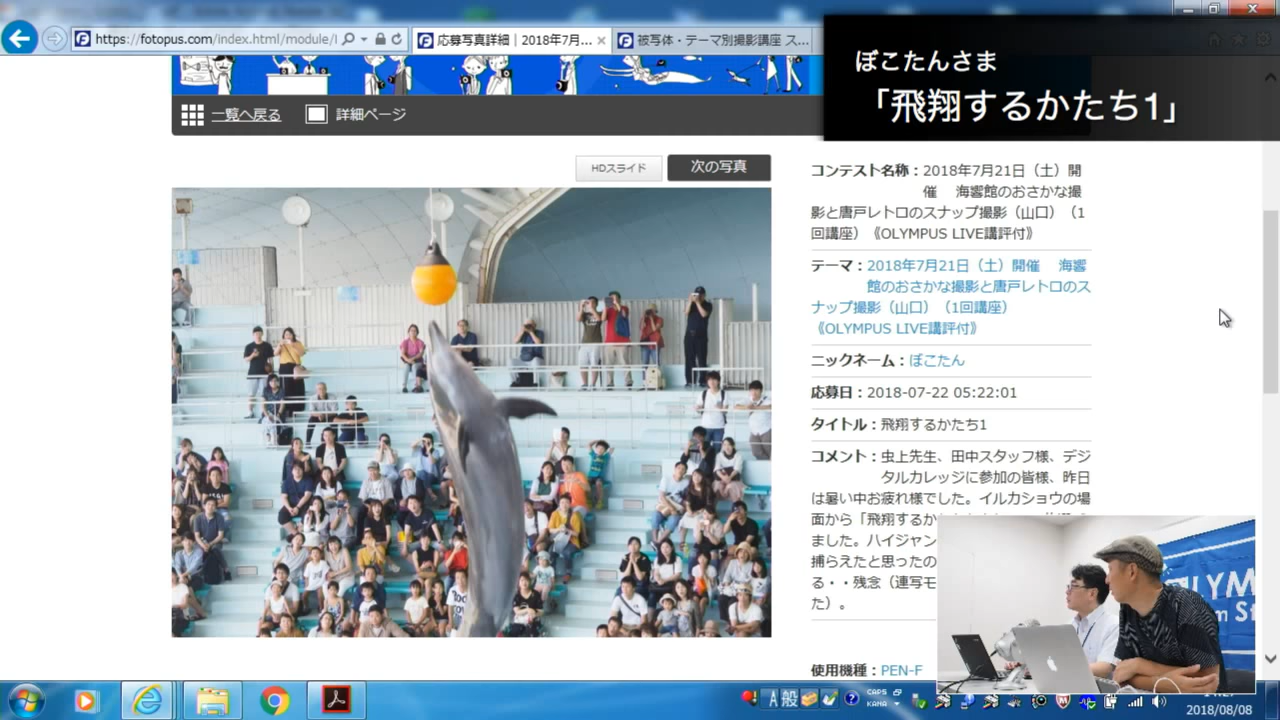 https://fotopus.com/index.html/module/
応募写真詳細｜2018年7月...
被写体・テーマ別撮影講座 ス...
ぼこたんさま
「飛翔するかたち1」
一覧へ戻る
詳細ページ
HDスライド
次の写真
コンテスト名称：2018年7月21日（土）開
催 海響館のおさかな撮
影と唐戸レトロのスナップ撮影（山口）（1
回講座）《OLYMPUS LIVE講評付》
テーマ：2018年7月21日（土）開催 海響
館のおさかな撮影と唐戸レトロのス
ナップ撮影（山口）（1回講座）
《OLYMPUS LIVE講評付》
ニックネーム：ぼこたん
応募日：2018-07-22 05:22:01
タイトル：飛翔するかたち1
コメント：虫上先生、田中スタッフ様、デジ
タルカレッジに参加の皆様、昨日
は暑い中お疲れ様でした。イルカショウの場
面から「飛翔するか
ました。ハイジャン
捕らえたと思ったの
る・・残念（連写モ
た）。
使用機種：PEN-F
OLYM
m St
A 般
CAPS
KANA
2018/08/08